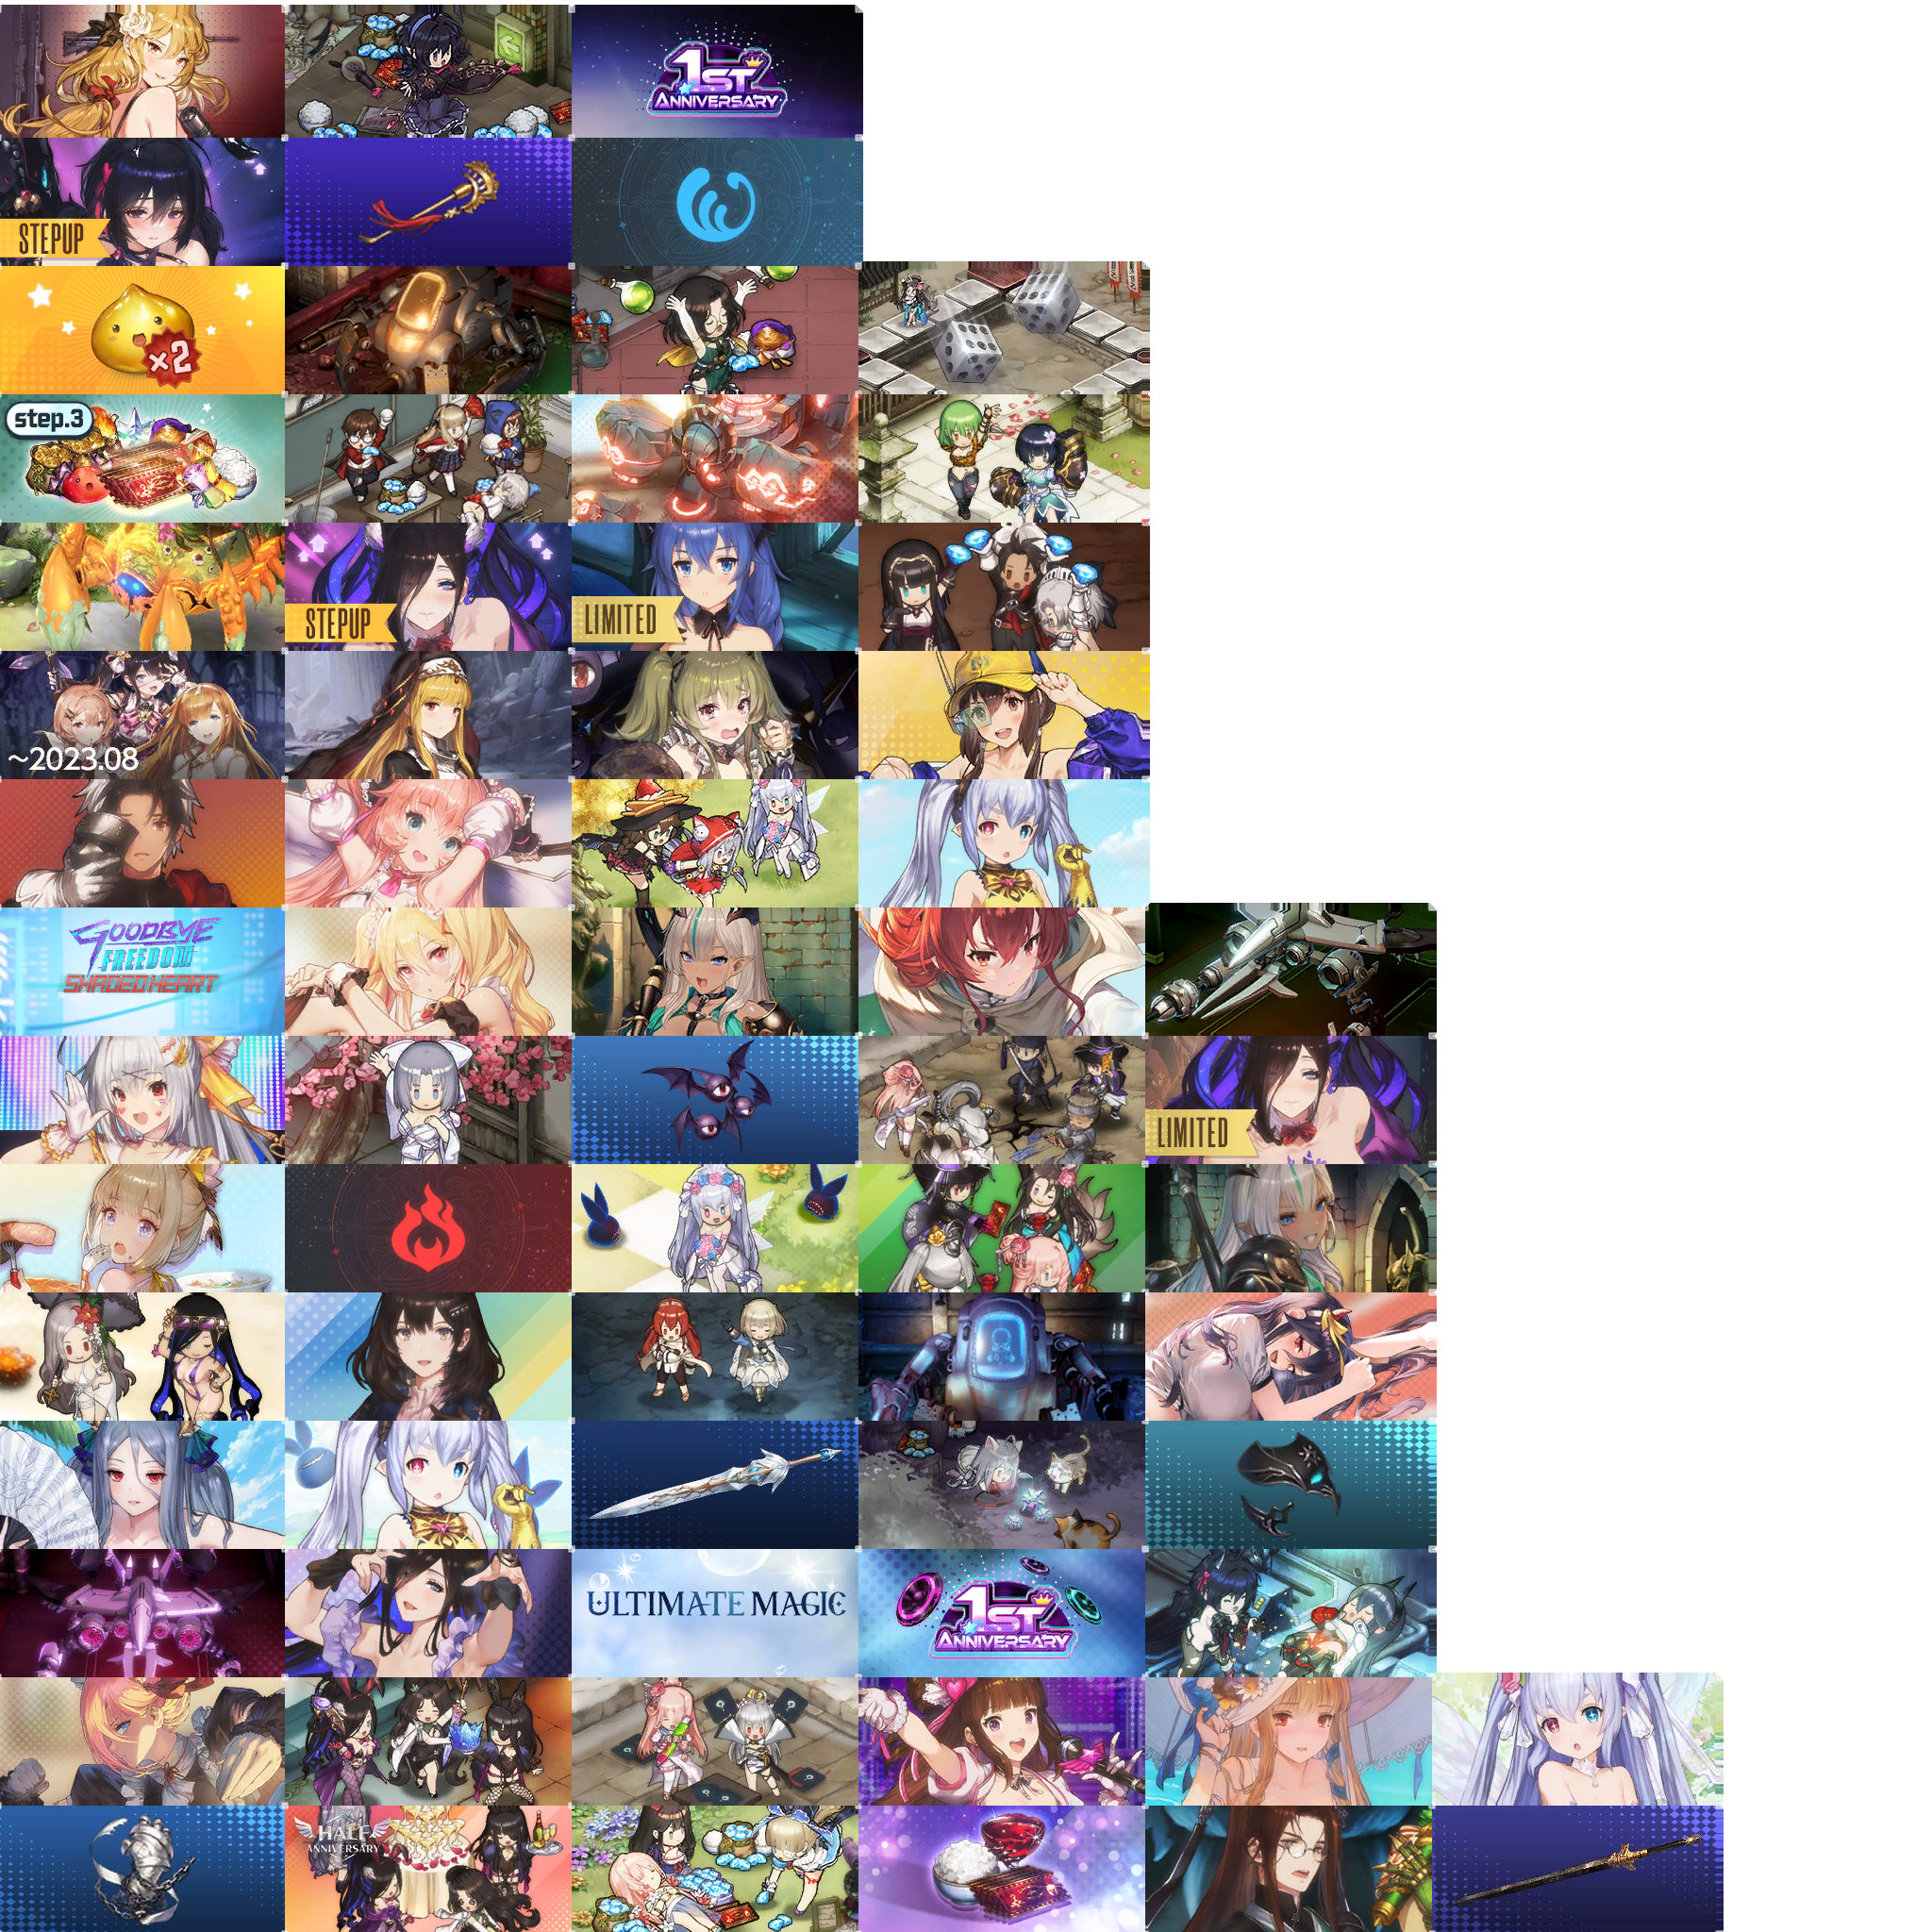 1ST
ANNIVERSARY
STEPUP
×2
step.3
STEPUP
LIMITED
~2023.08
GOODBYE
FREEDOM
SHADED HEART
LIMITED
ULTIMATE MAGIC
1ST
ANNIVERSARY
HALF
ANNIVERSARY